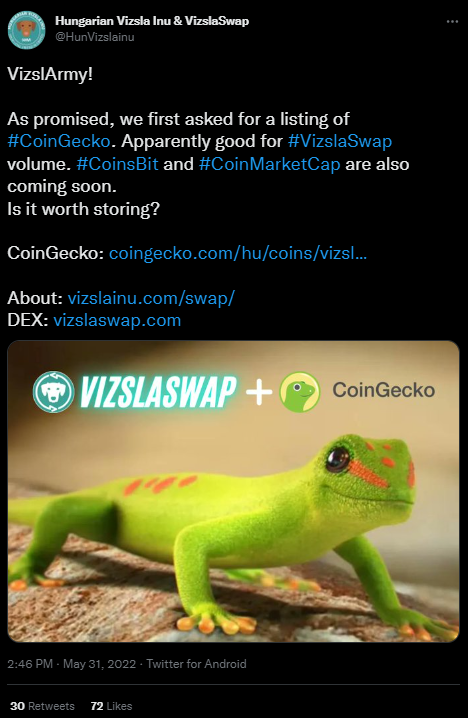 Hungarian Vizsla Inu & VizslaSwap
@HunVizslainu
VizslArmy!
As promised, we first asked for a listing of
#CoinGecko. Apparently good for #VizslaSwap
volume. #CoinsBit and #CoinMarketCap are also
coming soon.
Is it worth storing?
CoinGecko: coingecko.com/hu/coins/vizsl...
About: vizslainu.com/swap/
DEX: vizslaswap.com
VIZSLASWAP + CoinGecko
2:46 PM · May 31, 2022 · Twitter for Android
30 Retweets 72 Likes